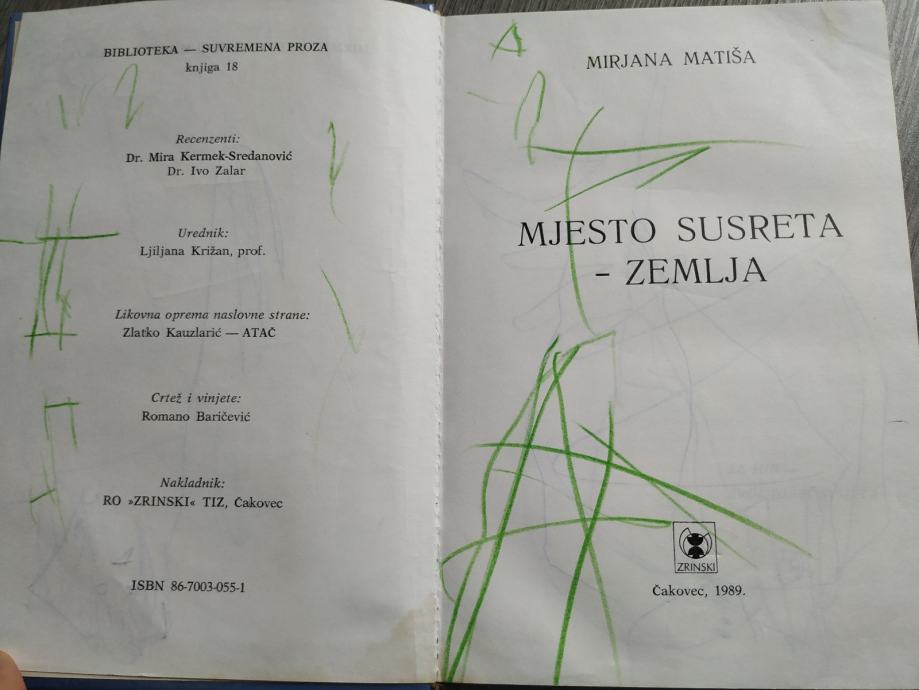 BIBLIOTEKA — SUVREMENA PROZA
knjiga 18
Recenzenti:
Dr. Mira Kermek-Sredanović
Dr. Ivo Zalar
Urednik:
Ljiljana Križan, prof.
Likovna oprema naslovne strane:
Zlatko Kauzlarić — ATAČ
Crtež i vinjete:
Romano Baričević
Nakladnik:
RO »ZRINSKI« TIZ, Čakovec
ISBN 86-7003-055-1
A
MIRJANA MATIŠA
MJESTO SUSRETA
- ZEMLJA
ZRINSKI
Čakovec, 1989.